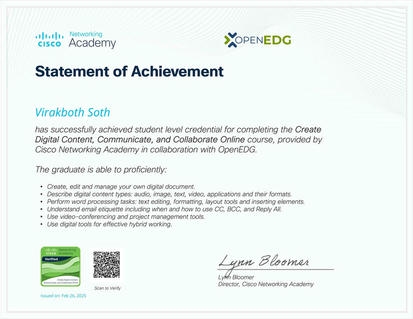 Networking
CISCO Academy
OPENEDG
Statement of Achievement
Virakboth Soth
has successfully achieved student level credential for completing the Create
Digital Content, Communicate, and Collaborate Online course, provided by
Cisco Networking Academy in collaboration with OpenEDG.
The graduate is able to proficiently:
• Create, edit and manage your own digital document.
• Describe digital content types: audio, image, text, video, applications and their formats.
• Perform word processing tasks: text editing, formatting, layout tools and inserting elements.
• Understand email etiquette including when and how to use CC, BCC, and Reply All.
• Use video-conferencing and project management tools.
• Use digital tools for effective hybrid working.
Verified
Scan to Verify
Issued on: Feb 26, 2025
Lynn Bloomer
Lynn Bloomer
Director, Cisco Networking Academy